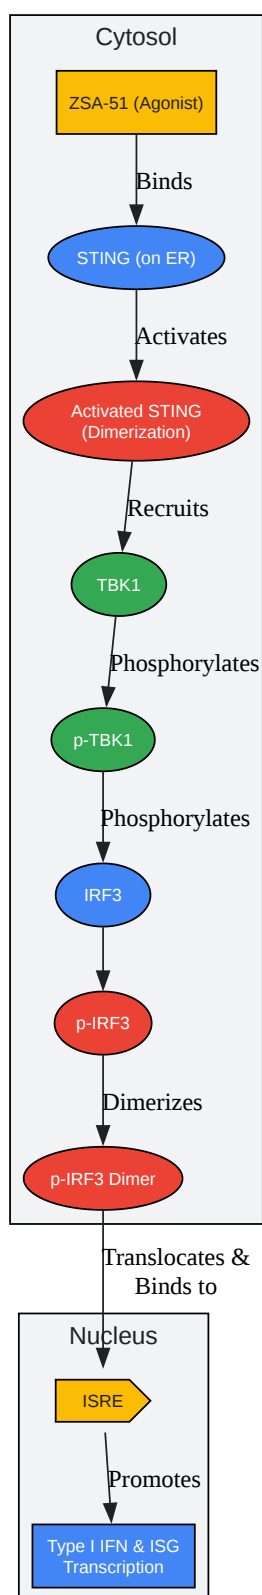 Cytosol
ZSA-51 (Agonist)
Binds
STING (on ER)
Activates
Activated STING
(Dimerization)
Recruits
TBK1
Phosphorylates
p-TBK1
Phosphorylates
IRF3
p-IRF3
Dimerizes
p-IRF3 Dimer
Translocates &
Binds to
Nucleus
ISRE
Promotes
Type I IFN & ISG
Transcription